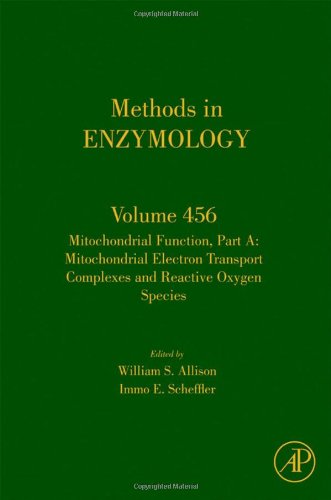 Methods in
ENZYMOLOGY
Volume 456
Mitochondrial Function, Part A:
Mitochondrial Electron Transport
Complexes and Reactive Oxygen
Species
Edited by
William S. Allison
Immo E. Scheffler
AP